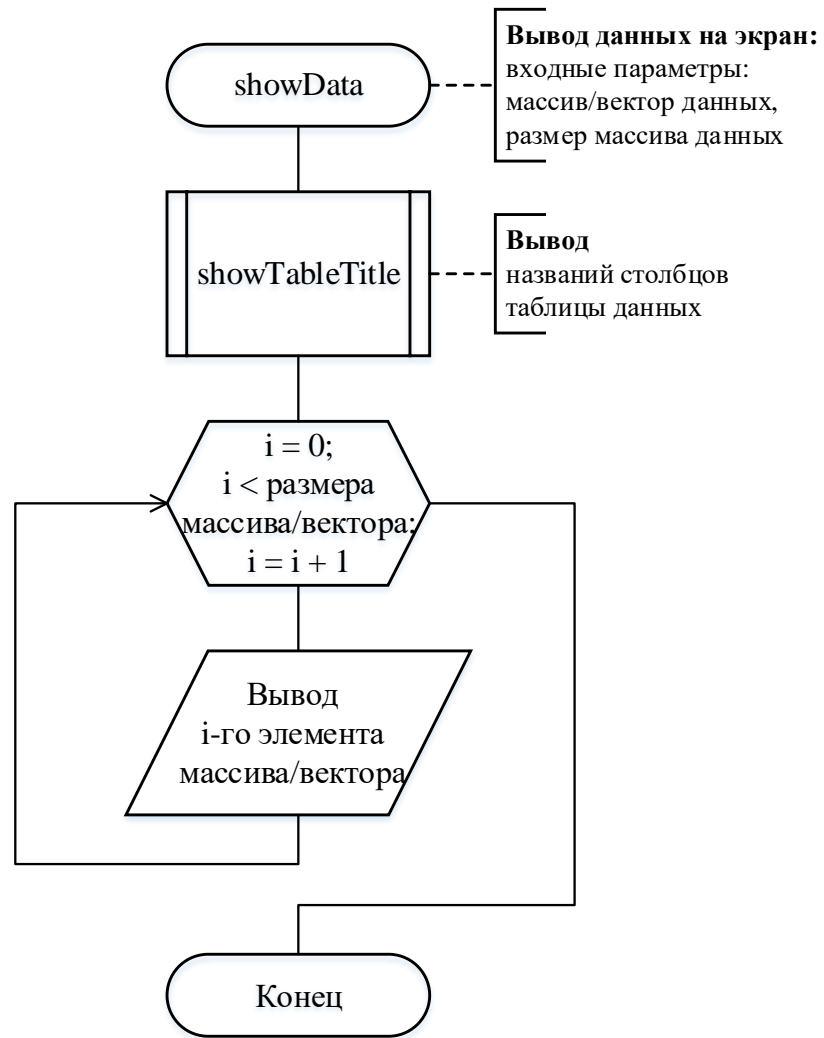 showData
Вывод данных на экран:
входные параметры:
массив/вектор данных,
размер массива данных
showTableTitle
Вывод
названий столбцов
таблицы данных
i = 0;
i < размера
массива/вектора;
i = i + 1
Вывод
i-го элемента
массива/вектора
Конец